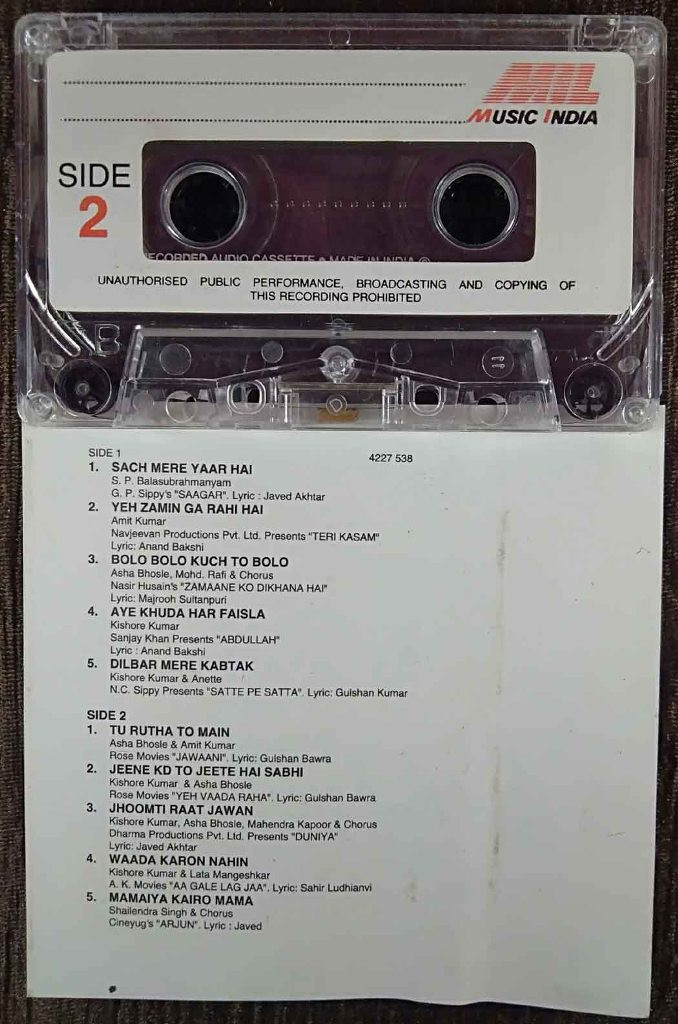 MIL
MUSIC INDIA
SIDE
2
RECORDED AUDIO CASSETTE • MADE IN INDIA
UNAUTHORISED PUBLIC PERFORMANCE, BROADCASTING AND COPYING OF
THIS RECORDING PROHIBITED
B
SIDE 1
4227 538
1. SACH MERE YAAR HAI
S. P. Balasubrahmanyam
G. P. Sippy's "SAAGAR". Lyric : Javed Akhtar
2. YEH ZAMIN GA RAHI HAI
Amit Kumar
Navjeevan Productions Pvt. Ltd. Presents "TERI KASAM"
Lyric: Anand Bakshi
3. BOLO BOLO KUCH TO BOLO
Asha Bhosle, Mohd. Rafi & Chorus
Nasir Husain's "ZAMAANE KO DIKHANA HAI"
Lyric: Majrooh Sultanpuri
4. AYE KHUDA HAR FAISLA
Kishore Kumar
Sanjay Khan Presents "ABDULLAH"
Lyric : Anand Bakshi
5. DILBAR MERE KABTAK
Kishore Kumar & Anette
N.C. Sippy Presents "SATTE PE SATTA". Lyric: Gulshan Kumar
SIDE 2
1. TU RUTHA TO MAIN
Asha Bhosle & Amit Kumar
Rose Movies "JAWAANI". Lyric: Gulshan Bawra
2. JEENE KD TO JEETE HAI SABHI
Kishore Kumar & Asha Bhosle
Rose Movies "YEH VAADA RAHA". Lyric: Gulshan Bawra
3. JHOOMTI RAAT JAWAN
Kishore Kumar, Asha Bhosle, Mahendra Kapoor & Chorus
Dharma Productions Pvt. Ltd. Presents "DUNIYA"
Lyric: Javed Akhtar
4. WAADA KARON NAHIN
Kishore Kumar & Lata Mangeshkar
A. K. Movies "AA GALE LAG JAA". Lyric: Sahir Ludhianvi
5. MAMAIYA KAIRO MAMA
Shailendra Singh & Chorus
Cineyug's "ARJUN". Lyric : Javed